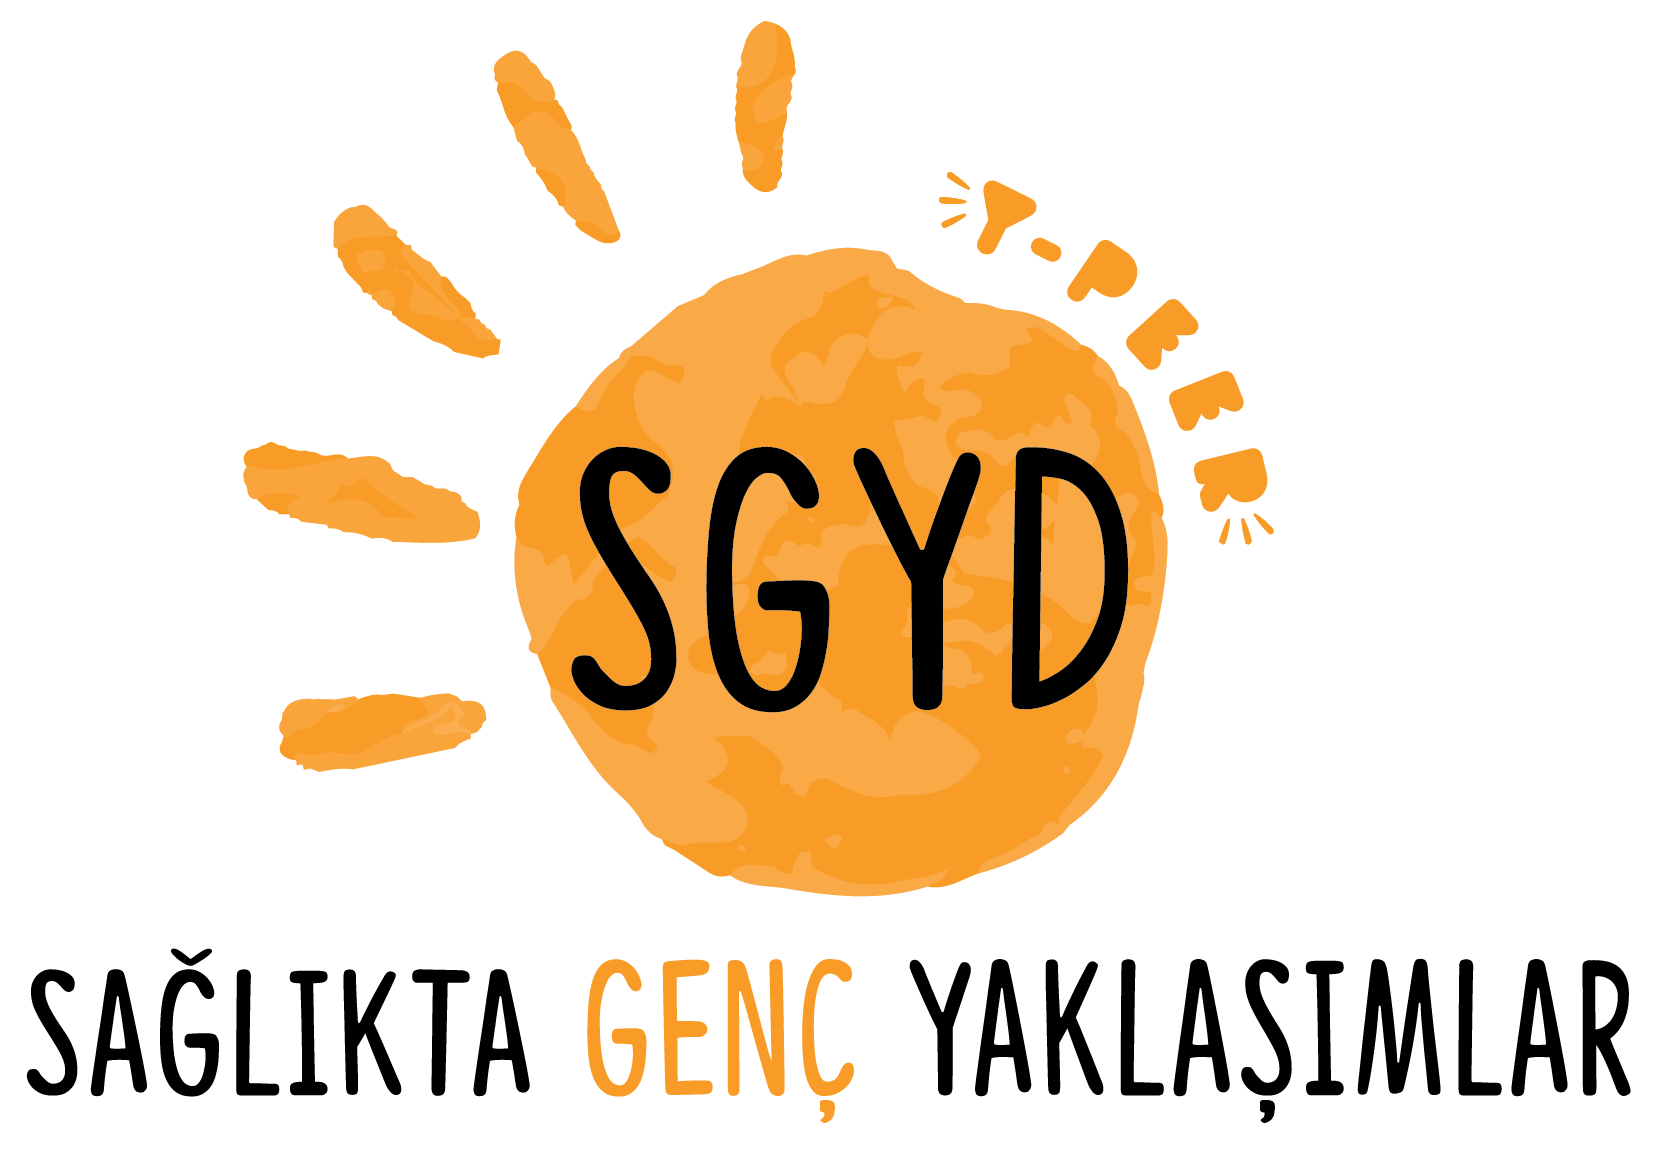 Y-PEER
SGYD
SAĞLIKTA GENÇ YAKLAŞIMLAR